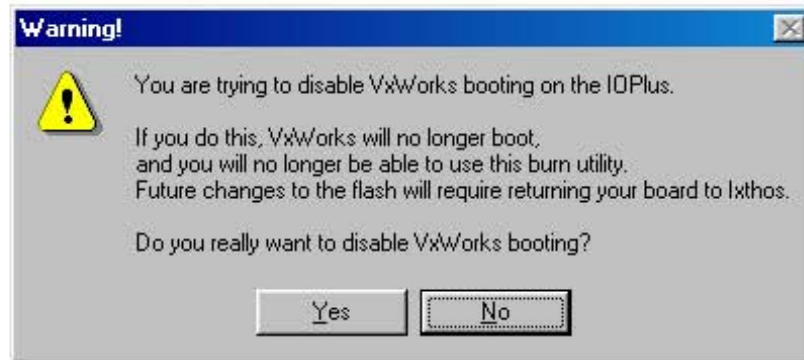 Warning!
You are trying to disable VxWorks booting on the IOPlus.
If you do this, VxWorks will no longer boot,
and you will no longer be able to use this burn utility.
Future changes to the flash will require returning your board to Ixthos.
Do you really want to disable VxWorks booting?
Yes
No